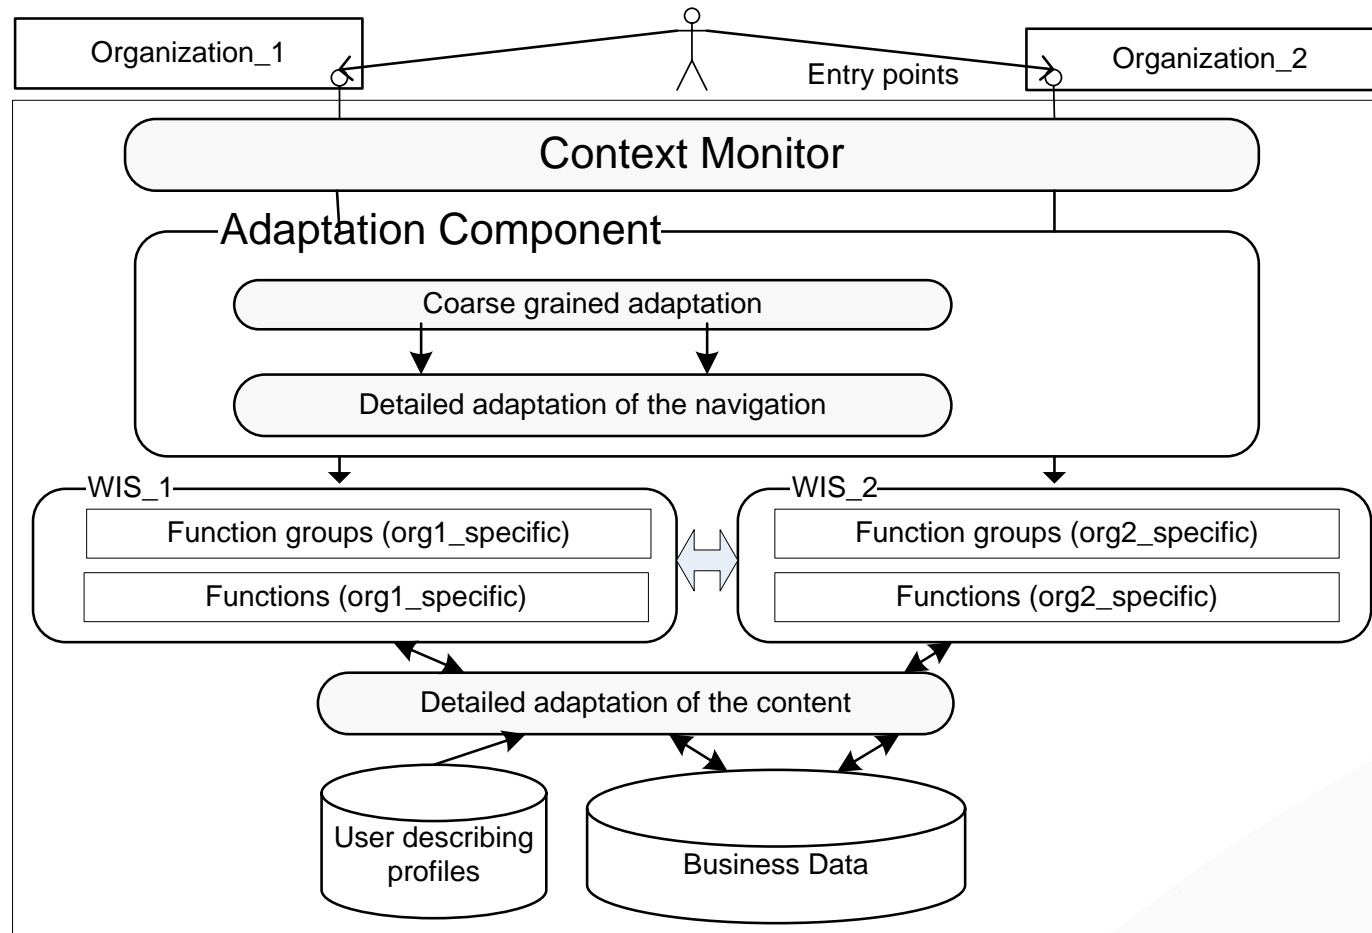 Organization_1
Organization_2
Entry points
Context Monitor
Adaptation Component
Coarse grained adaptation
Detailed adaptation of the navigation
WIS_1
WIS_2
Function groups (org1_specific)
Function groups (org2_specific)
Functions (org1_specific)
Functions (org2_specific)
Detailed adaptation of the content
User describing
profiles
Business Data